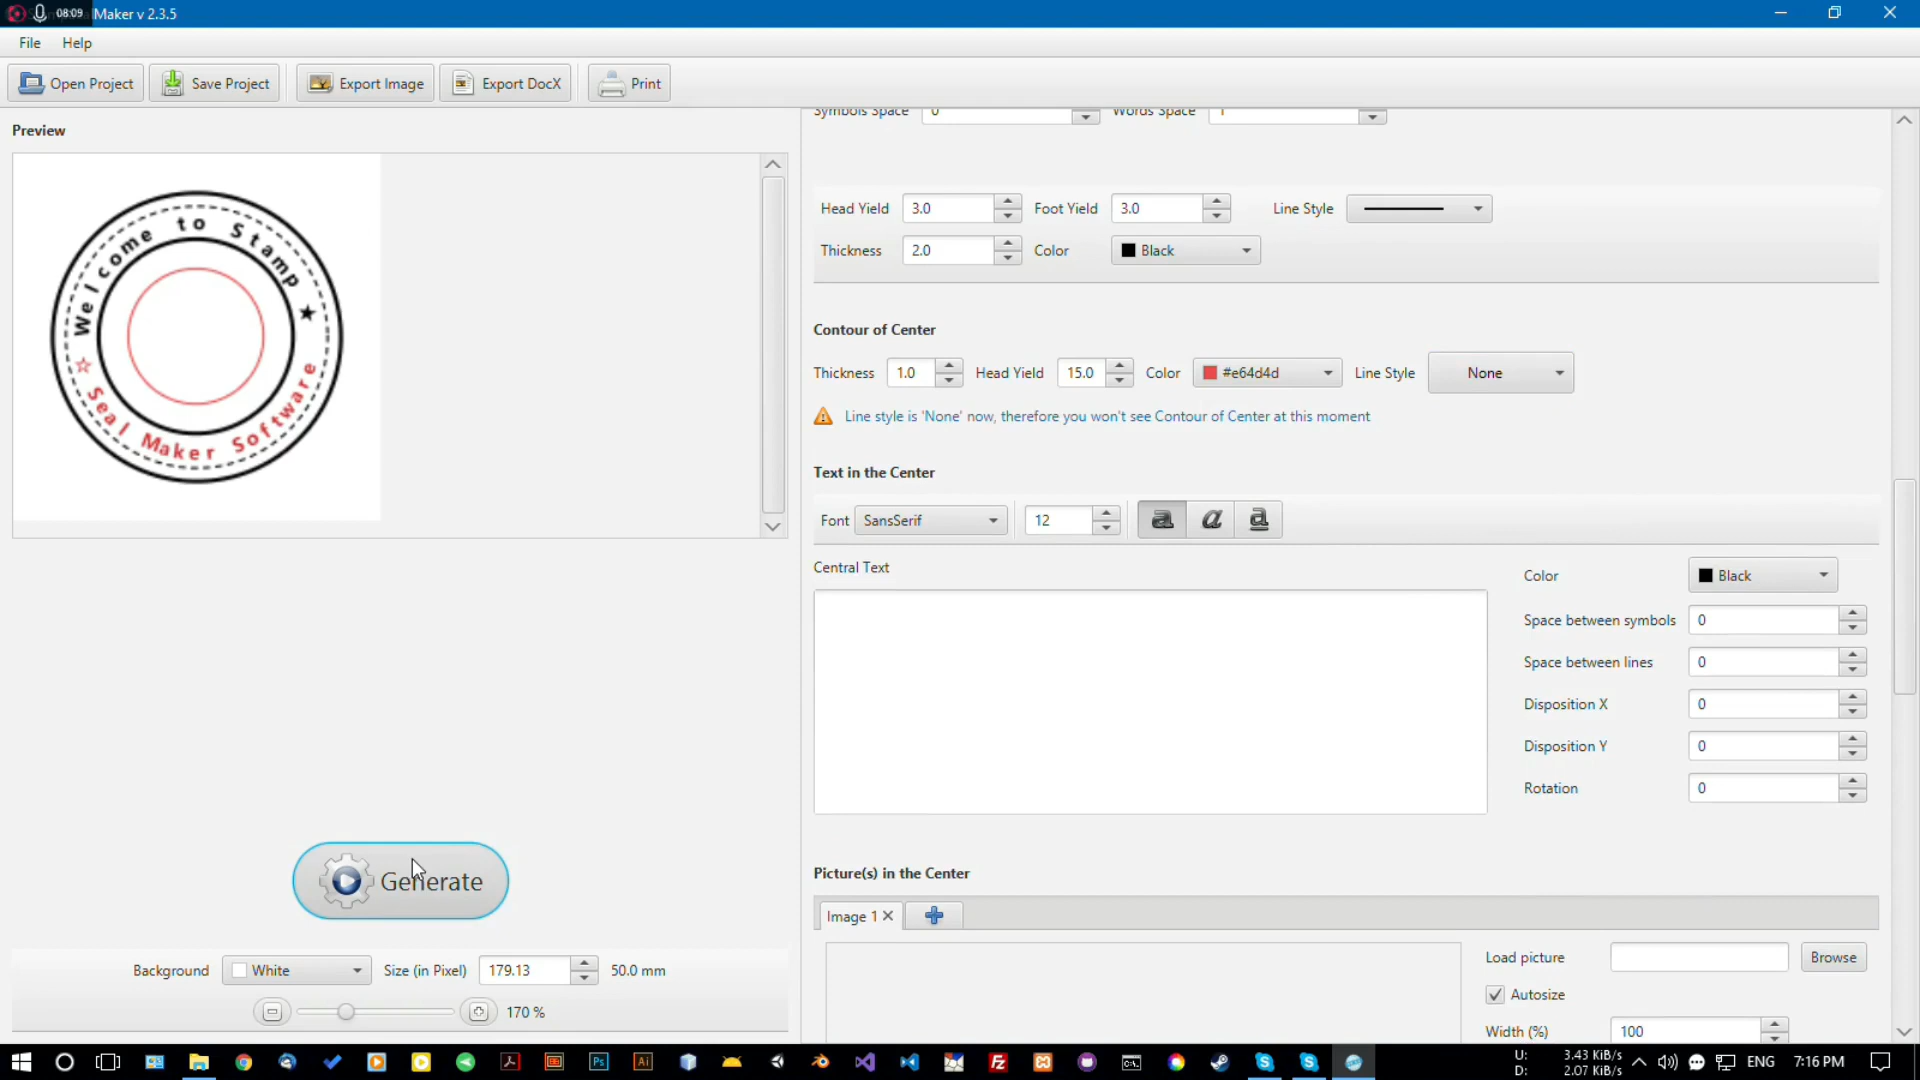 08:09 Maker v 2.3.5
File Help
Open Project Save Project Export Image Export DocX Print
Preview
Symbols Space 0 Words Space 1
Welcome to Stamp ★
☆ Seal Maker Software
Head Yield 3.0 Foot Yield 3.0 Line Style
Thickness 2.0 Color Black
Contour of Center
Thickness 1.0 Head Yield 15.0 Color #e64d4d Line Style None
Line style is 'None' now, therefore you won't see Contour of Center at this moment
Text in the Center
Font SansSerif 12 a a a
Central Text
Color Black
Space between symbols 0
Space between lines 0
Disposition X 0
Disposition Y 0
Rotation 0
Generate
Picture(s) in the Center
Image 1
Load picture Browse
Autosize
Width (%) 100
Background White Size (in Pixel) 179.13 50.0 mm
170 %
U: 3.43 KiB/s
D: 2.07 KiB/s
ENG 7:16 PM